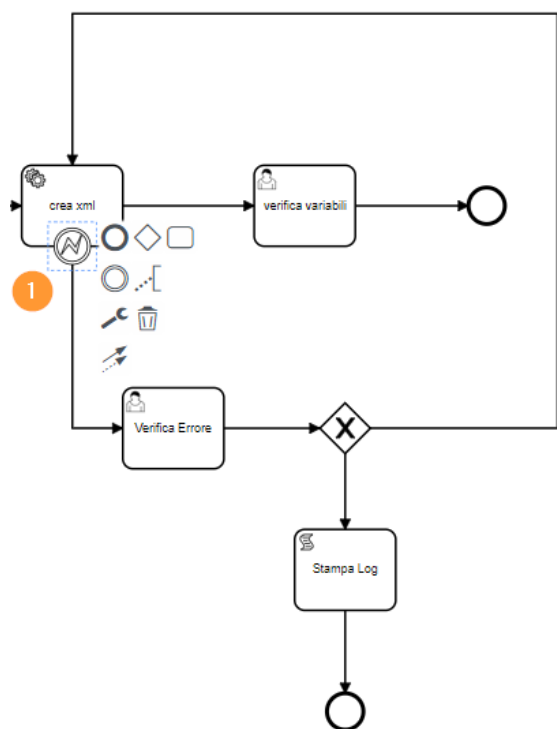 crea xml
verifica variabili
1
Verifica Errore
X
Stampa Log